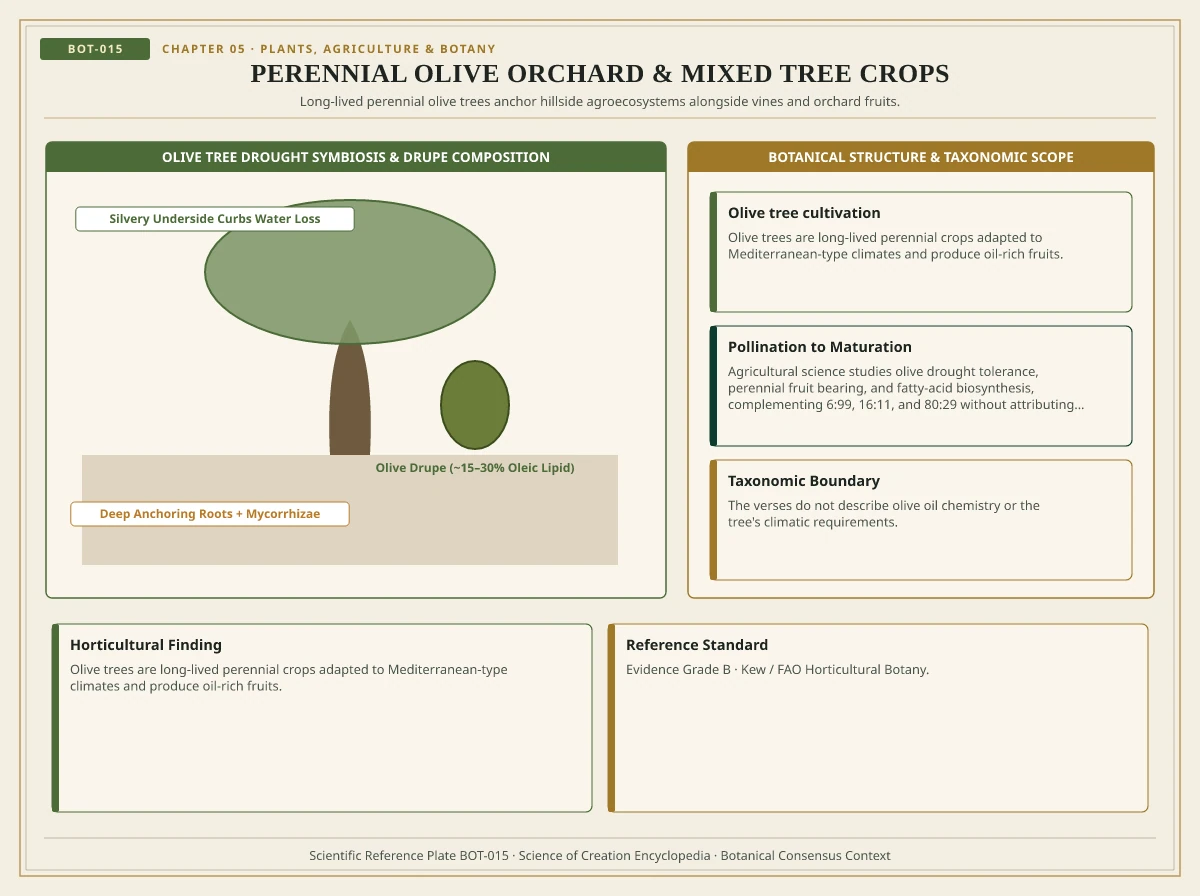 BOT-015
CHAPTER 05 · PLANTS, AGRICULTURE & BOTANY
PERENNIAL OLIVE ORCHARD & MIXED TREE CROPS
Long-lived perennial olive trees anchor hillside agroecosystems alongside vines and orchard fruits.
OLIVE TREE DROUGHT SYMBIOSIS & DRUPE COMPOSITION
Silvery Underside Curbs Water Loss
Olive Drupe (~15–30% Oleic Lipid)
Deep Anchoring Roots + Mycorrhizae
BOTANICAL STRUCTURE & TAXONOMIC SCOPE
Olive tree cultivation
Olive trees are long-lived perennial crops adapted to
Mediterranean-type climates and produce oil-rich fruits.
Pollination to Maturation
Agricultural science studies olive drought tolerance,
perennial fruit bearing, and fatty-acid biosynthesis,
complementing 6:99, 16:11, and 80:29 without attributing...
Taxonomic Boundary
The verses do not describe olive oil chemistry or the
tree's climatic requirements.
Horticultural Finding
Olive trees are long-lived perennial crops adapted to Mediterranean-type
climates and produce oil-rich fruits.
Reference Standard
Evidence Grade B · Kew / FAO Horticultural Botany.
Scientific Reference Plate BOT-015 · Science of Creation Encyclopedia · Botanical Consensus Context